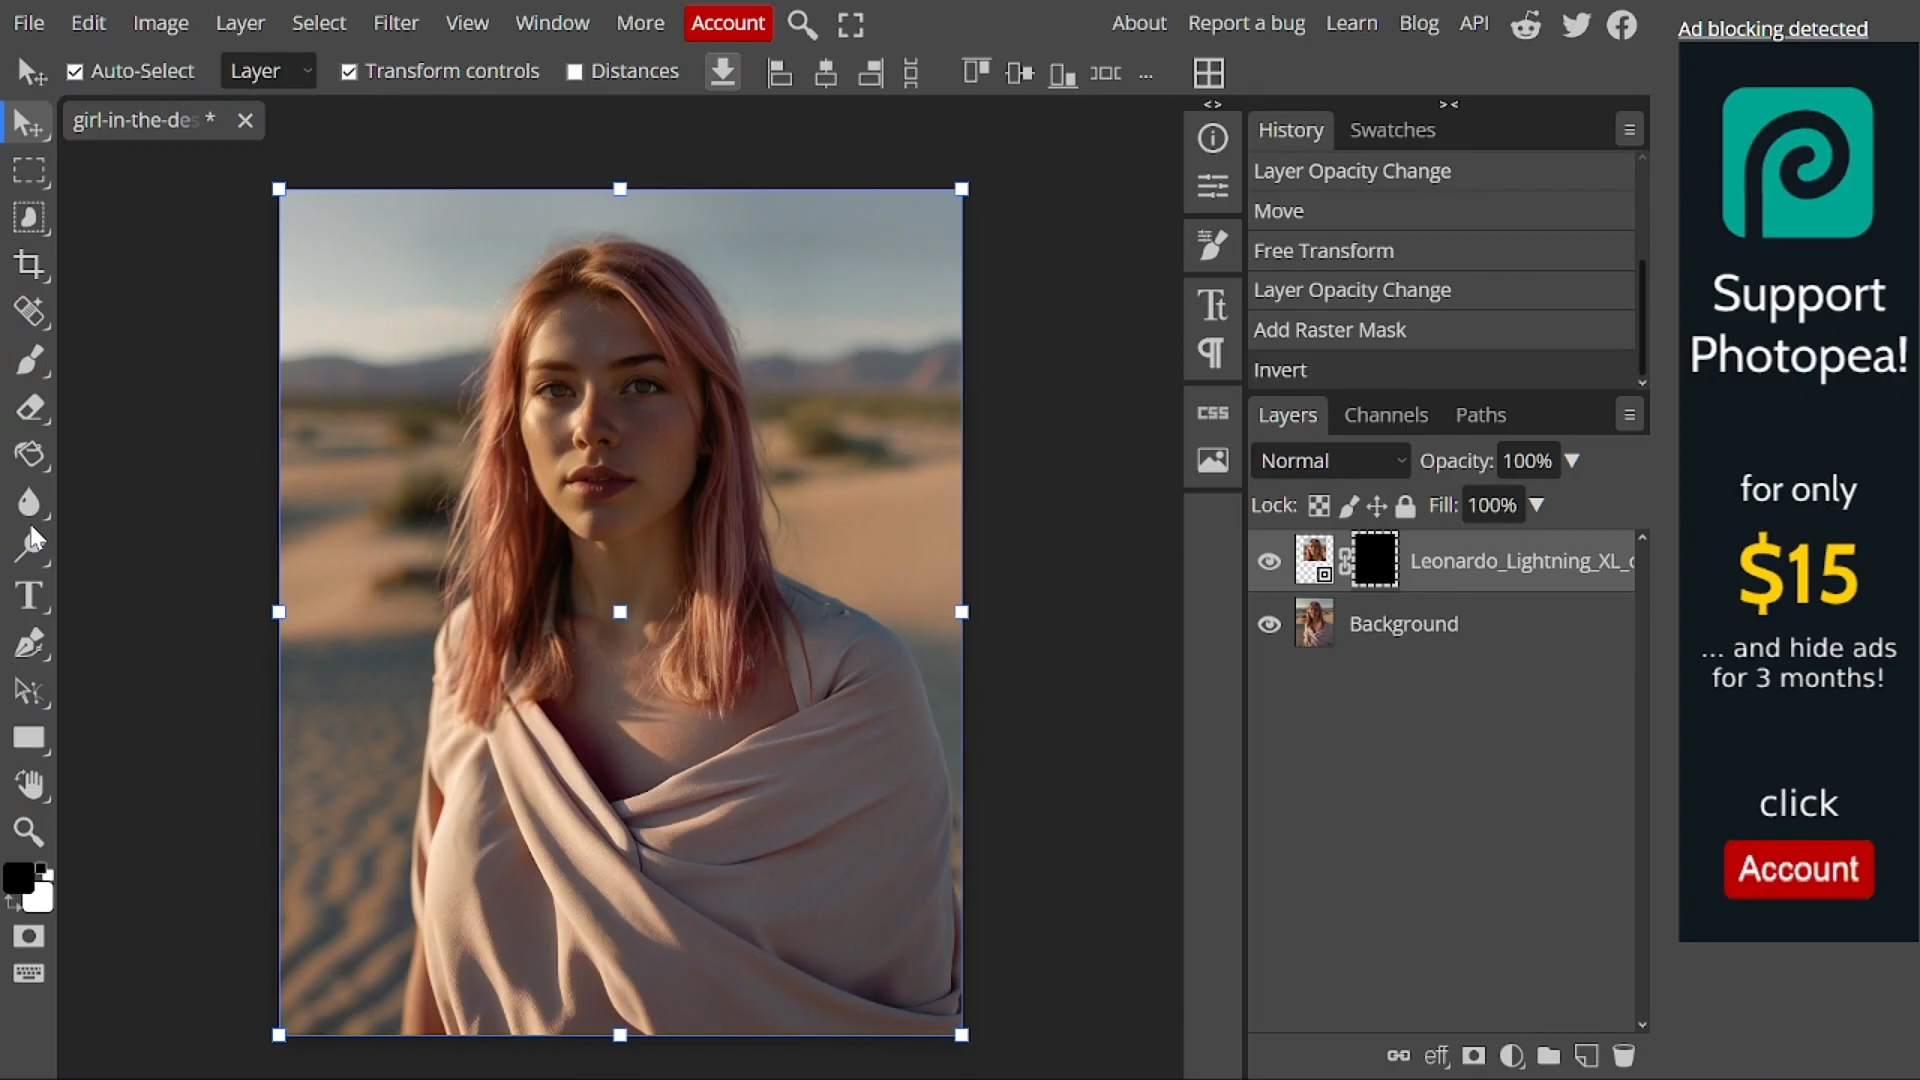 File Edit Image Layer Select Filter View Window More Account About Report a bug Learn Blog API
Ad blocking detected
Auto-Select Layer Transform controls Distances ...
girl-in-the-des *
History Swatches
Layer Opacity Change
Move
Free Transform
Layer Opacity Change
Add Raster Mask
Invert
CSS
Layers Channels Paths
Normal Opacity: 100%
Lock: Fill: 100%
Leonardo_Lightning_XL_
Background
eff
Support
Photopea!
for only
$15
... and hide ads
for 3 months!
click
Account